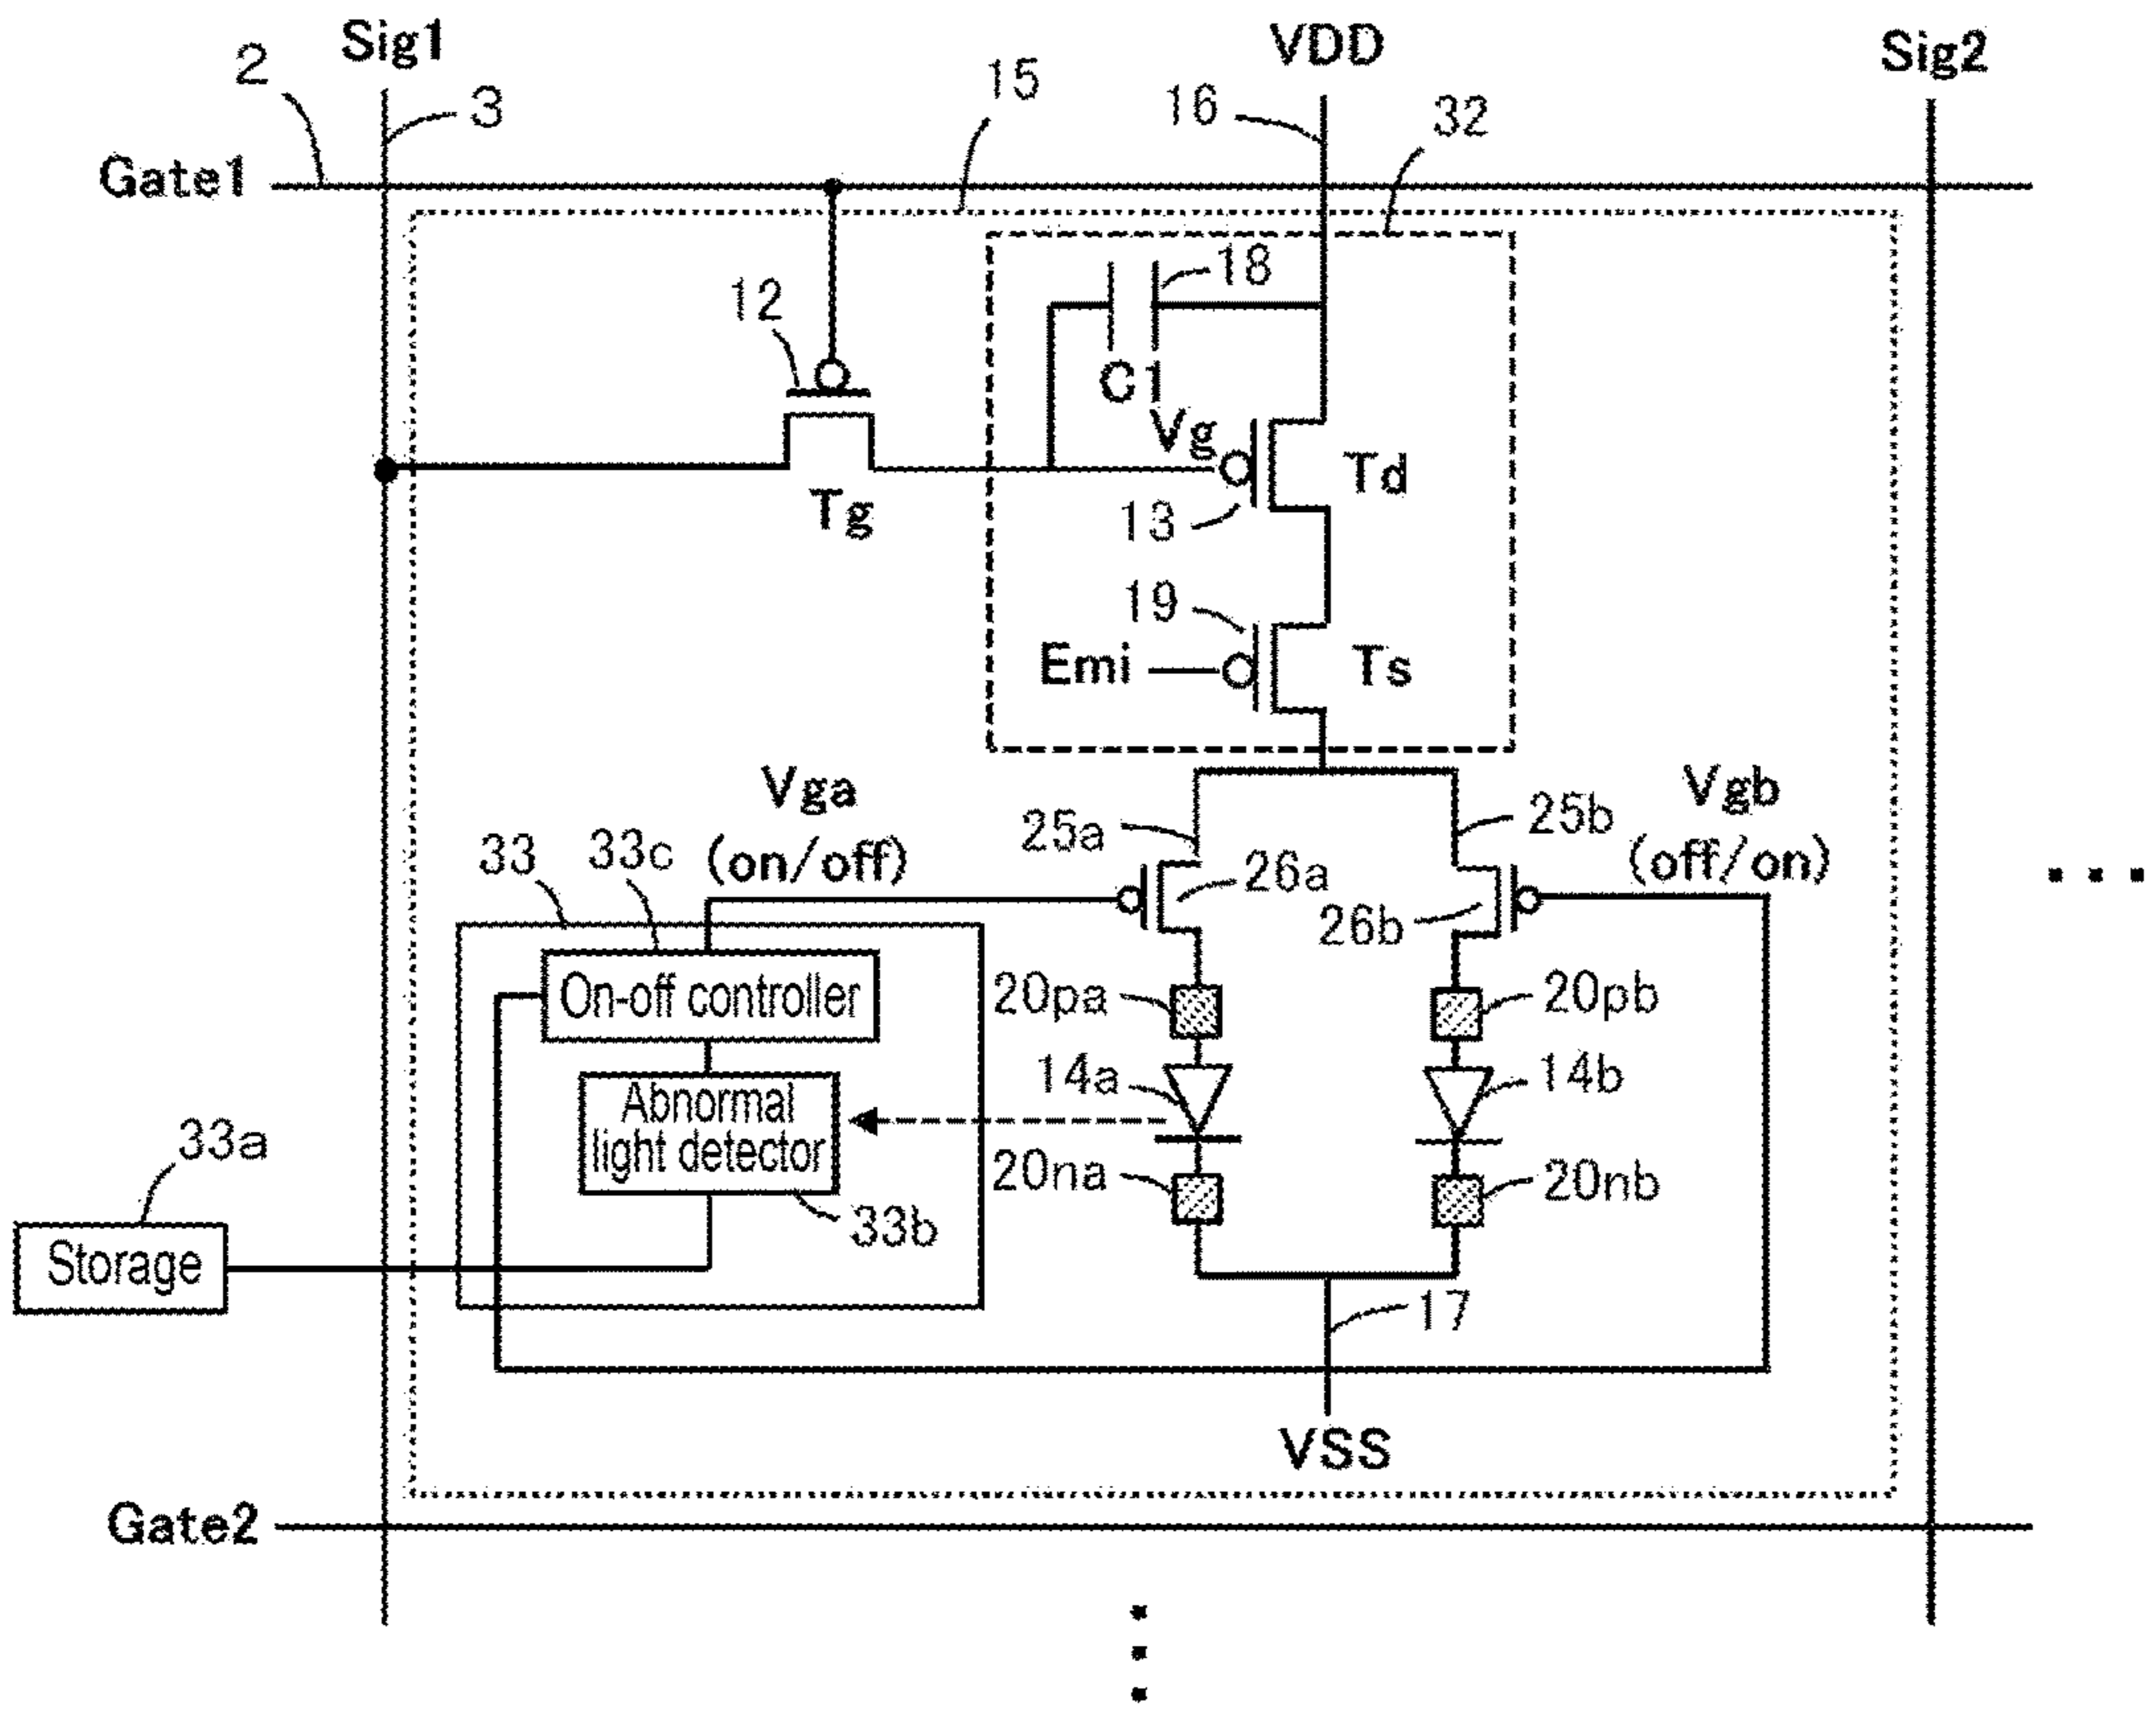 Sig1
VDD
Sig2
2
3
15
16
32
Gate1
18
12
C1
Vg
Td
Tg
13
19
Emi
Ts
Vga
(on/off)
Vgb
(off/on)
25a
25b
33
33c
26a
26b
On-off controller
20pa
20pb
Abnormal
light detector
14a
14b
33a
20na
20nb
33b
Storage
17
VSS
Gate2